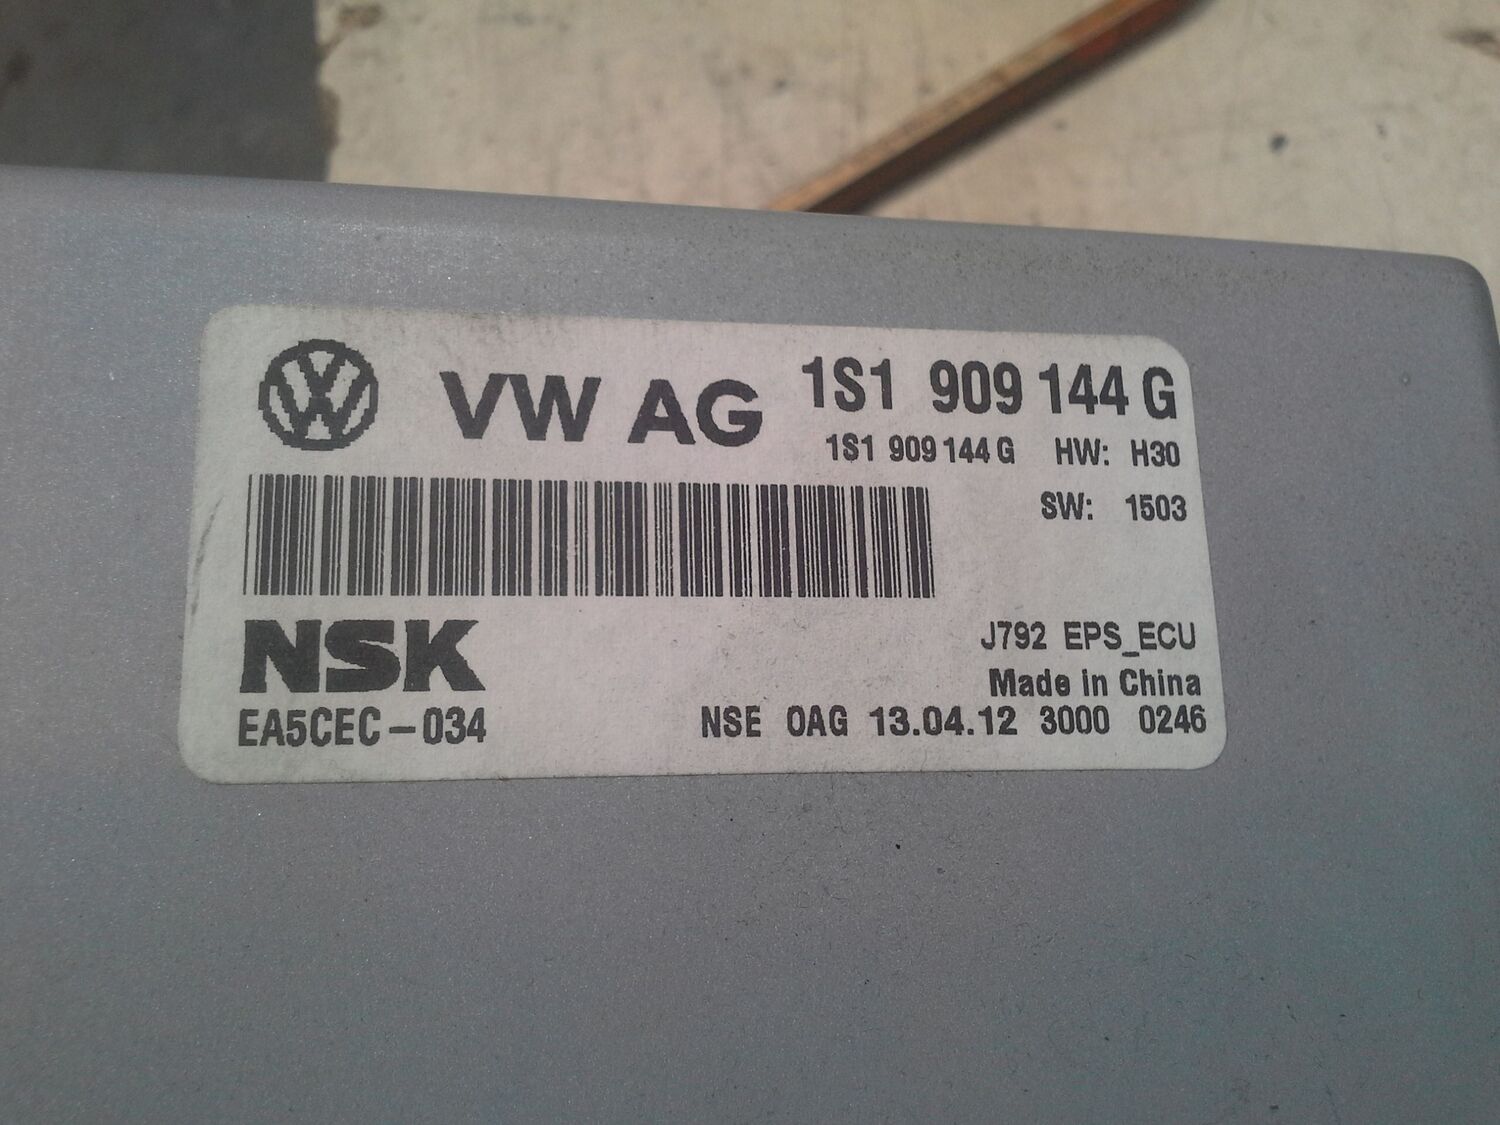 VW AG 1S1 909 144 G
1S1 909 144 G HW: H30
SW: 1503
NSK
J792 EPS_ECU
Made in China
EA5CEC-034 NSE 0AG 13.04.12 3000 0246